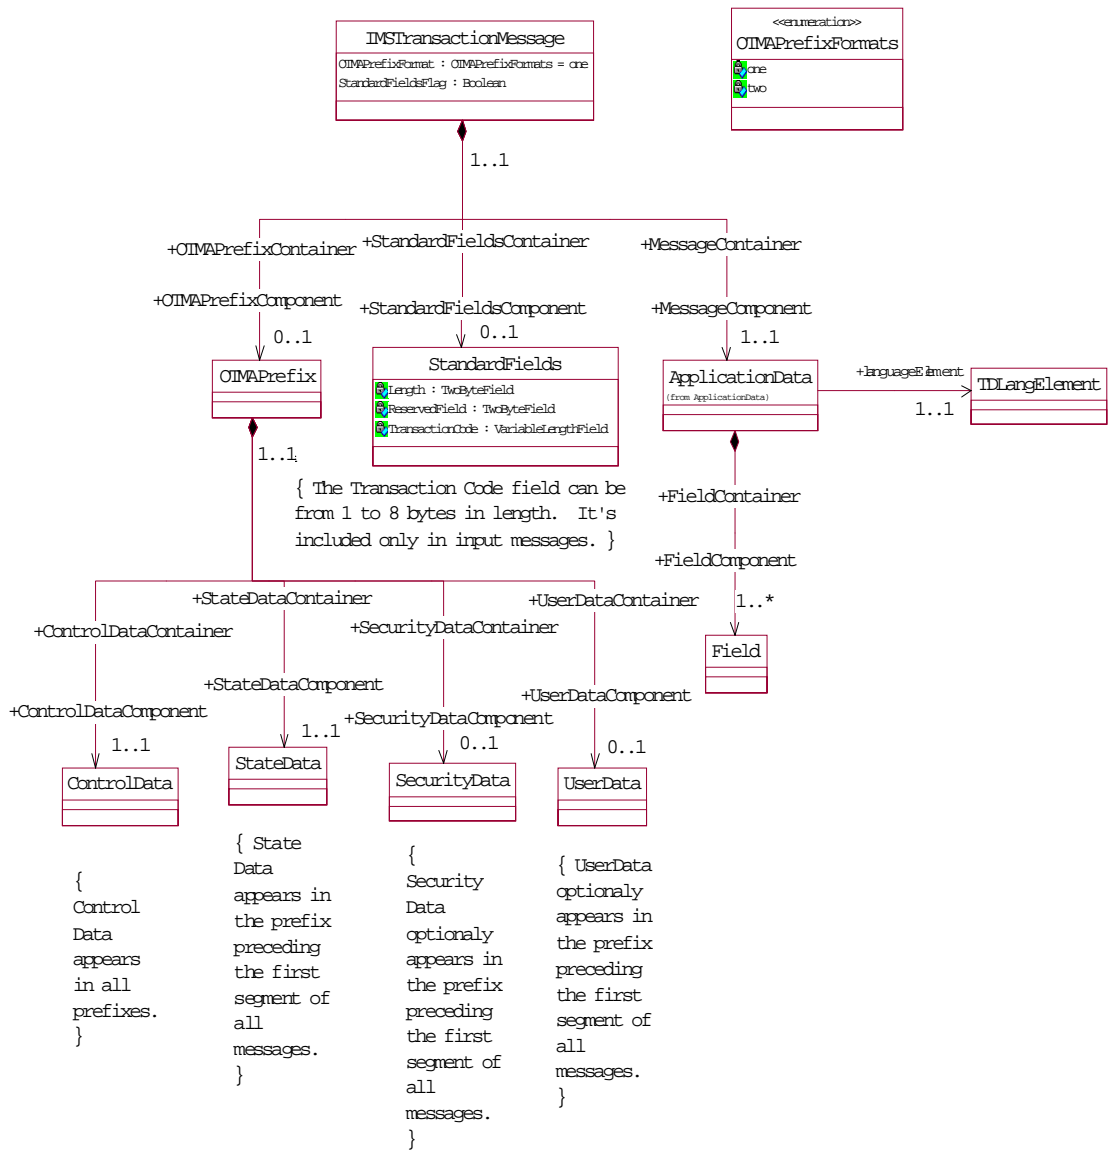 IMSTransactionMessage
OTMAPrefixFormat : OTMAPrefixFormats = one
StandardFieldsFlag : Boolean
<<enumeration>>
OTMAPrefixFormats
one
two
1..1
+OTMAPrefixContainer
+StandardFieldsContainer
+MessageContainer
+OTMAPrefixComponent
+StandardFieldsComponent
+MessageComponent
0..1
0..1
1..1
OTMAPrefix
StandardFields
Length : TwoByteField
ReservedField : TwoByteField
TransactionCode : VariableLengthField
ApplicationData
(from ApplicationData)
+languageElement
1..1
TDLangElement
1..1
{ The Transaction Code field can be
from 1 to 8 bytes in length. It's
included only in input messages. }
+FieldContainer
+FieldComponent
1..*
Field
+StateDataContainer
+UserDataContainer
+ControlDataContainer
+SecurityDataContainer
+StateDataComponent
+UserDataComponent
+ControlDataComponent
+SecurityDataComponent
1..1
1..1
0..1
0..1
ControlData
StateData
SecurityData
UserData
{
Control
Data
appears
in all
prefixes.
}
{ State
Data
appears in
the prefix
preceding
the first
segment of
all
messages.
}
{
Security
Data
optionaly
appears in
the prefix
preceding
the first
segment of
all
messages.
}
{ UserData
optionaly
appears in
the prefix
preceding
the first
segment of
all
messages.
}